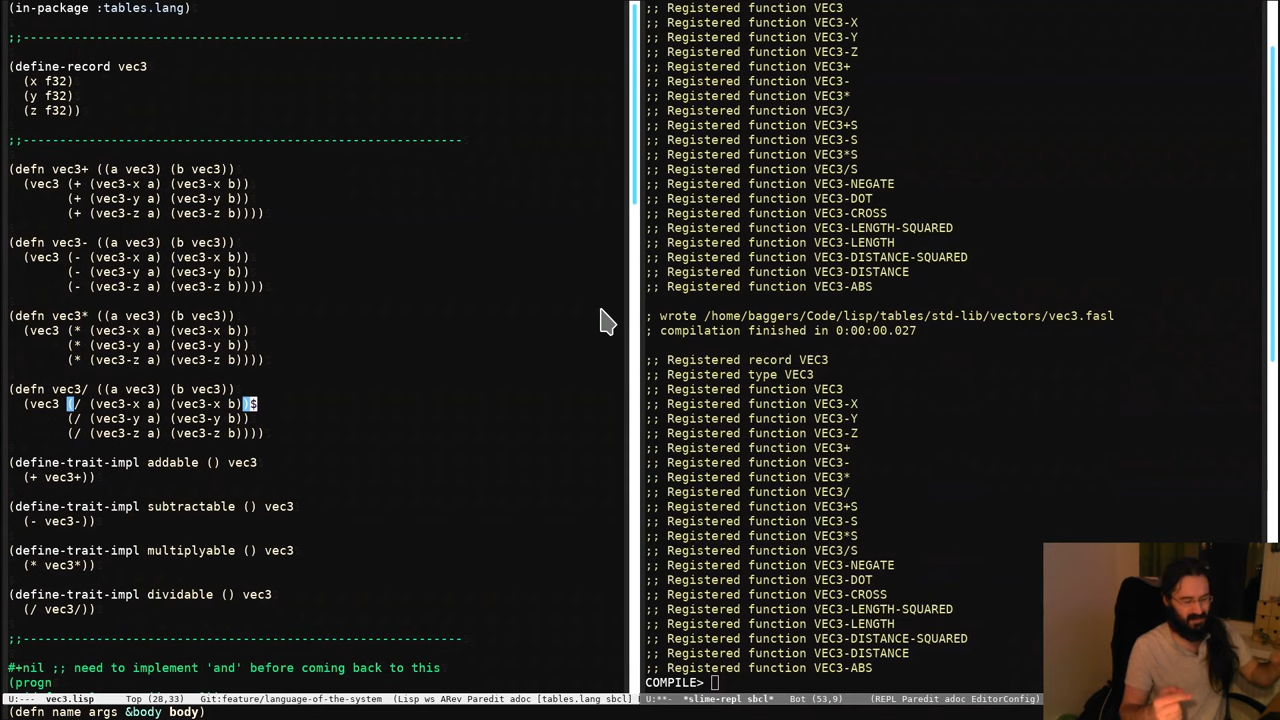 (in-package :tables.lang)
;;------------------------------------------------------------
(define-record vec3
  (x f32)
  (y f32)
  (z f32))
;;------------------------------------------------------------
(defn vec3+ ((a vec3) (b vec3))
  (vec3 (+ (vec3-x a) (vec3-x b))
        (+ (vec3-y a) (vec3-y b))
        (+ (vec3-z a) (vec3-z b))))
(defn vec3- ((a vec3) (b vec3))
  (vec3 (- (vec3-x a) (vec3-x b))
        (- (vec3-y a) (vec3-y b))
        (- (vec3-z a) (vec3-z b))))
(defn vec3* ((a vec3) (b vec3))
  (vec3 (* (vec3-x a) (vec3-x b))
        (* (vec3-y a) (vec3-y b))
        (* (vec3-z a) (vec3-z b))))
(defn vec3/ ((a vec3) (b vec3))
  (vec3 (/ (vec3-x a) (vec3-x b))$
        (/ (vec3-y a) (vec3-y b))
        (/ (vec3-z a) (vec3-z b))))
(define-trait-impl addable () vec3
  (+ vec3+))
(define-trait-impl subtractable () vec3
  (- vec3-))
(define-trait-impl multiplyable () vec3
  (* vec3*))
(define-trait-impl dividable () vec3
  (/ vec3/))
;;------------------------------------------------------------
#+nil ;; need to implement 'and' before coming back to this
(progn
U:--- vec3.lisp Top (28,33) Git:feature/language-of-the-system (Lisp ws ARev Paredit adoc [tables.lang sbcl]
(defn name args &body body)
;; Registered function VEC3
;; Registered function VEC3-X
;; Registered function VEC3-Y
;; Registered function VEC3-Z
;; Registered function VEC3+
;; Registered function VEC3-
;; Registered function VEC3*
;; Registered function VEC3/
;; Registered function VEC3+S
;; Registered function VEC3-S
;; Registered function VEC3*S
;; Registered function VEC3/S
;; Registered function VEC3-NEGATE
;; Registered function VEC3-DOT
;; Registered function VEC3-CROSS
;; Registered function VEC3-LENGTH-SQUARED
;; Registered function VEC3-LENGTH
;; Registered function VEC3-DISTANCE-SQUARED
;; Registered function VEC3-DISTANCE
;; Registered function VEC3-ABS
; wrote /home/baggers/Code/lisp/tables/std-lib/vectors/vec3.fasl
; compilation finished in 0:00:00.027
;; Registered record VEC3
;; Registered type VEC3
;; Registered function VEC3
;; Registered function VEC3-X
;; Registered function VEC3-Y
;; Registered function VEC3-Z
;; Registered function VEC3+
;; Registered function VEC3-
;; Registered function VEC3*
;; Registered function VEC3/
;; Registered function VEC3+S
;; Registered function VEC3-S
;; Registered function VEC3*S
;; Registered function VEC3/S
;; Registered function VEC3-NEGATE
;; Registered function VEC3-DOT
;; Registered function VEC3-CROSS
;; Registered function VEC3-LENGTH-SQUARED
;; Registered function VEC3-LENGTH
;; Registered function VEC3-DISTANCE-SQUARED
;; Registered function VEC3-DISTANCE
;; Registered function VEC3-ABS
COMPILE>
U:**- *slime-repl sbcl* Bot (53,9) (REPL Paredit adoc EditorConfig)